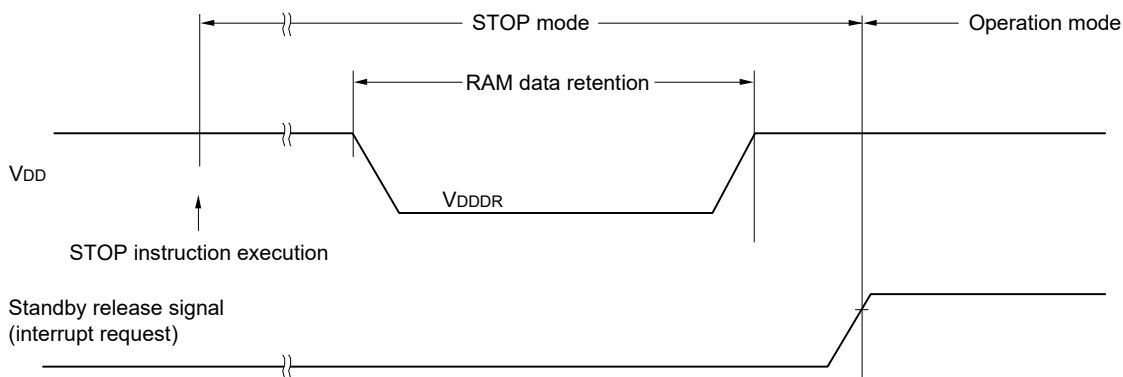 STOP mode
Operation mode
RAM data retention
VDD
VDDDR
STOP instruction execution
Standby release signal
(interrupt request)